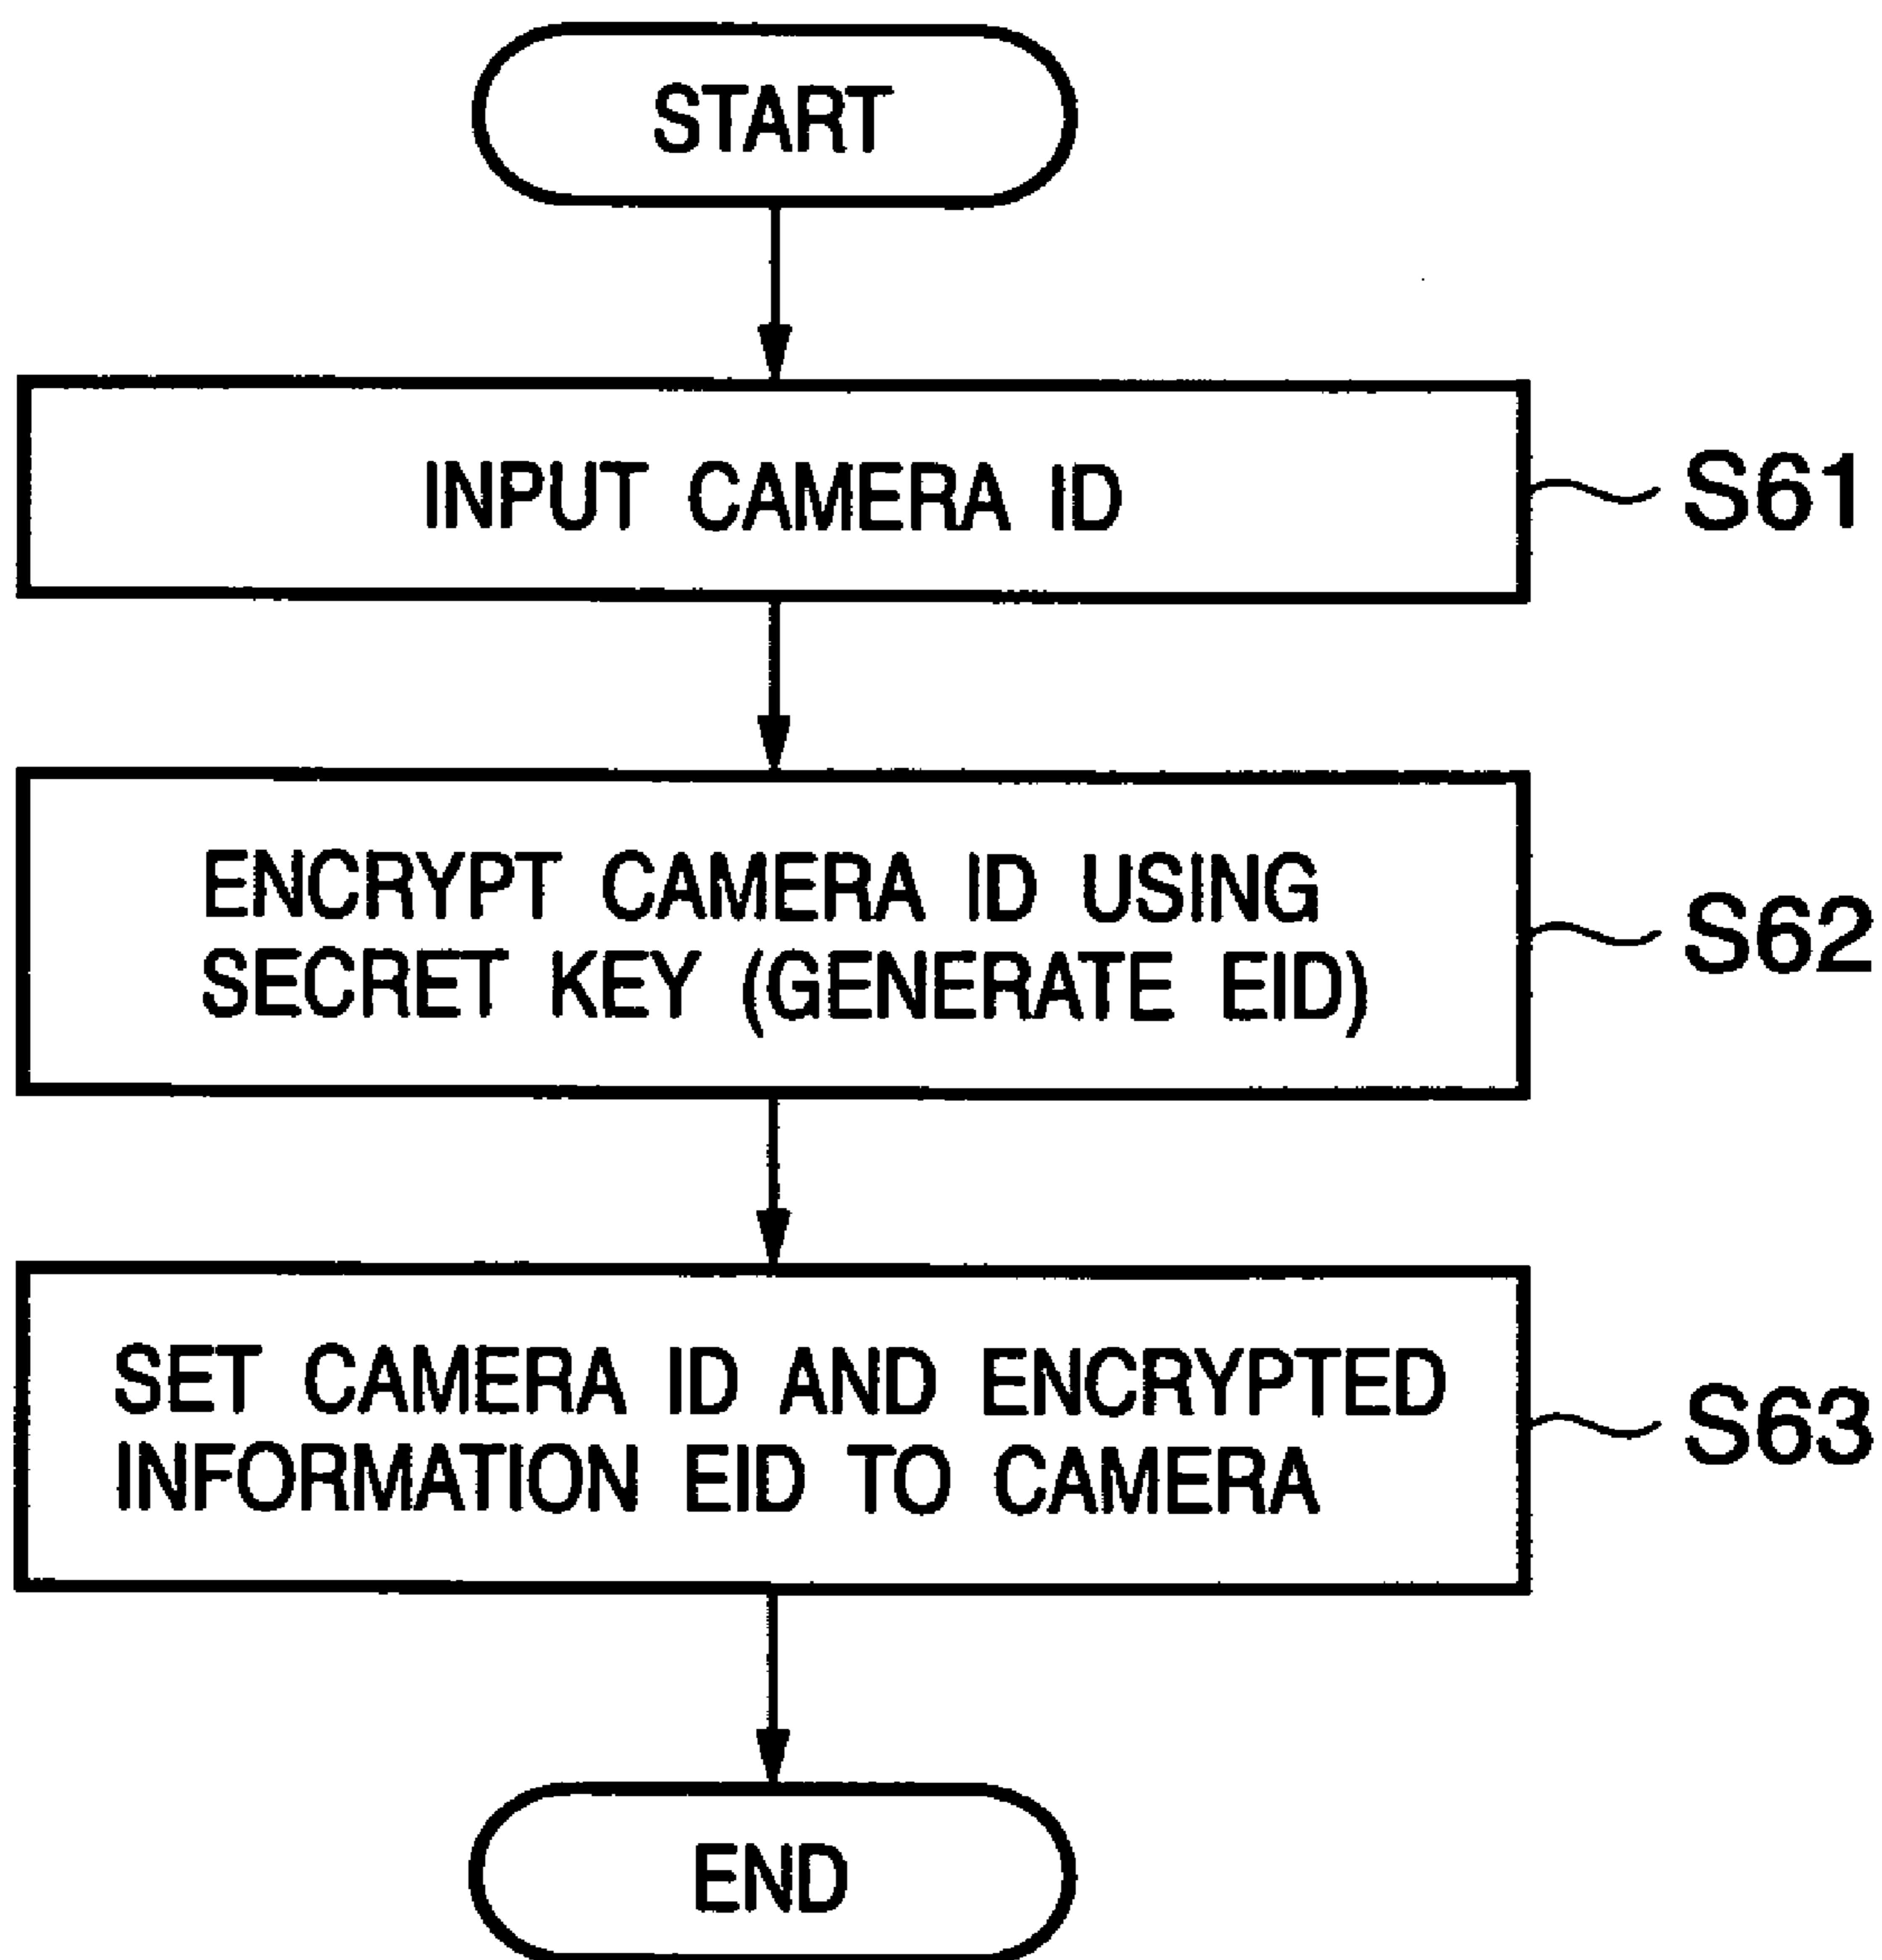 START
INPUT CAMERA ID
S61
ENCRYPT CAMERA ID USING
SECRET KEY (GENERATE EID)
S62
SET CAMERA ID AND ENCRYPTED
INFORMATION EID TO CAMERA
S63
END